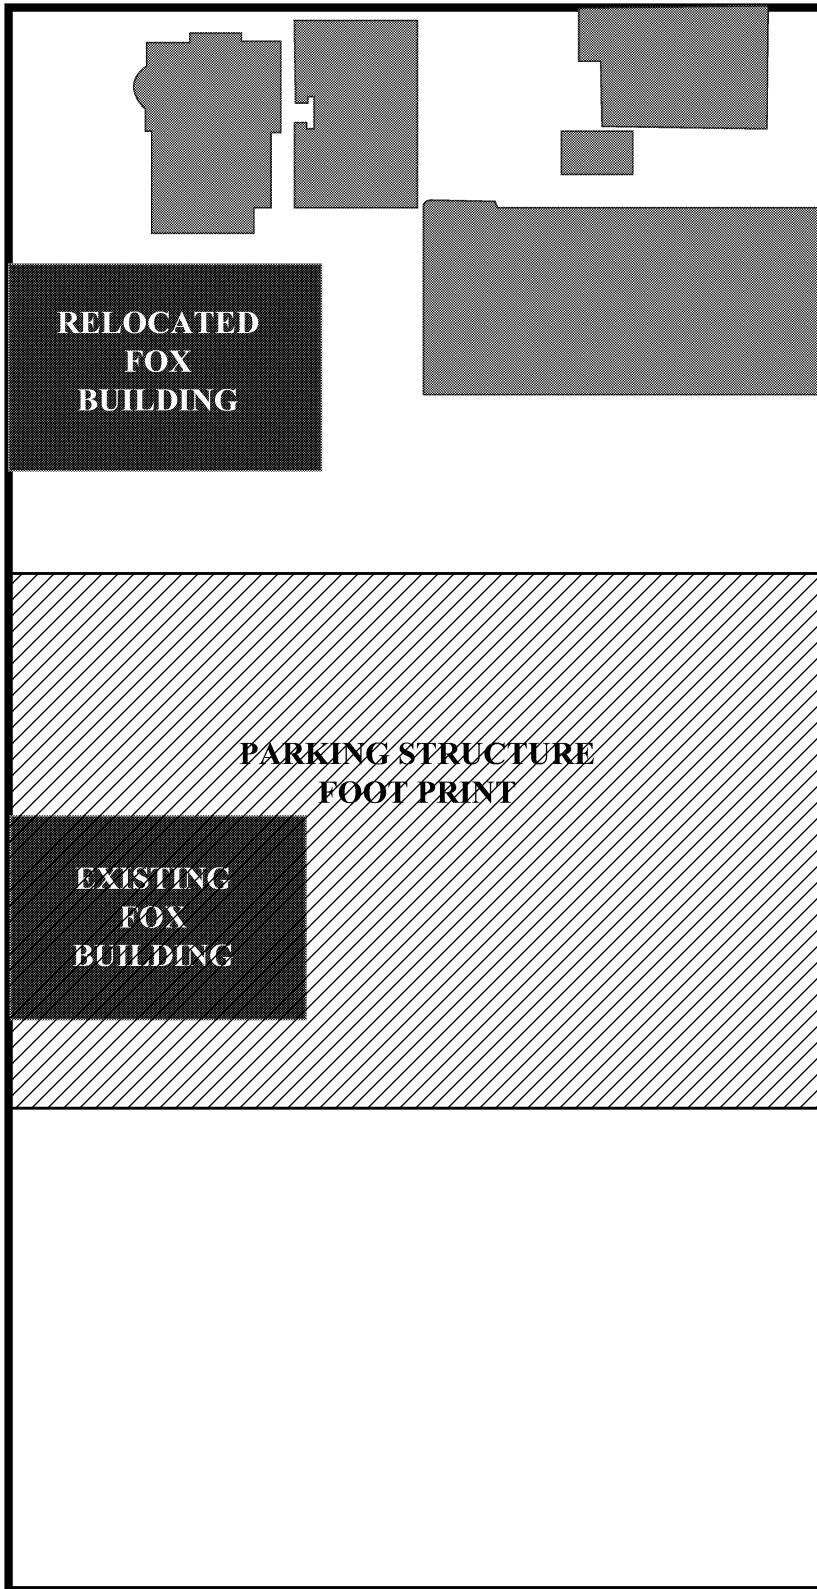 RELOCATED
FOX
BUILDING
PARKING STRUCTURE
FOOT PRINT
EXISTING
FOX
BUILDING